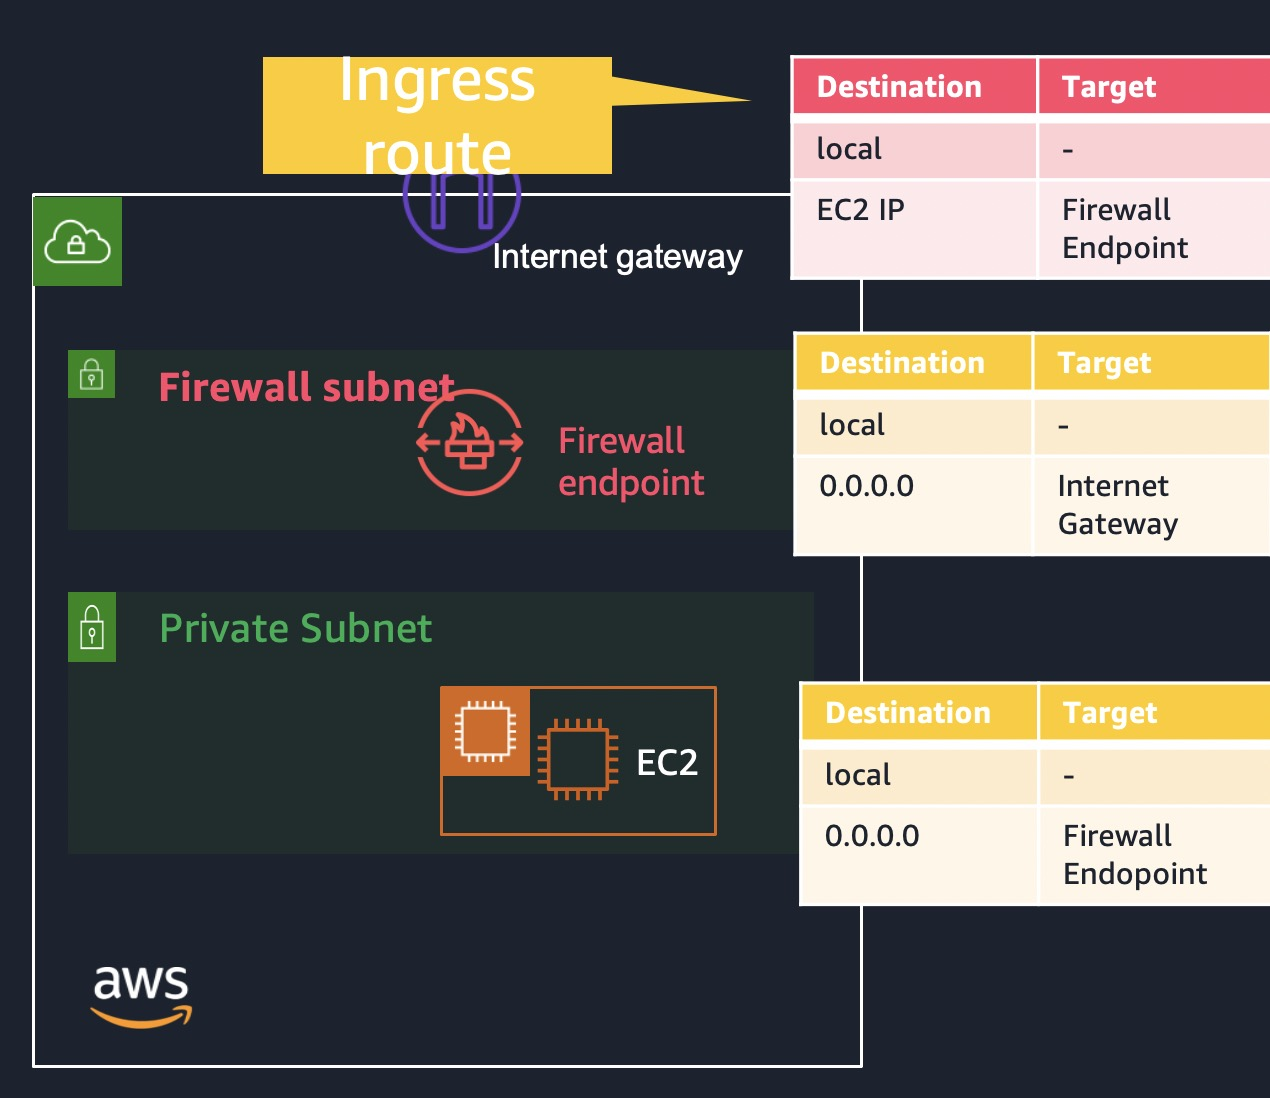 Ingress
route
Destination Target
local -
EC2 IP Firewall
Endpoint
Internet gateway
Firewall subnet
Firewall
endpoint
Destination Target
local -
0.0.0.0 Internet
Gateway
Private Subnet
EC2
Destination Target
local -
0.0.0.0 Firewall
Endopoint
aws